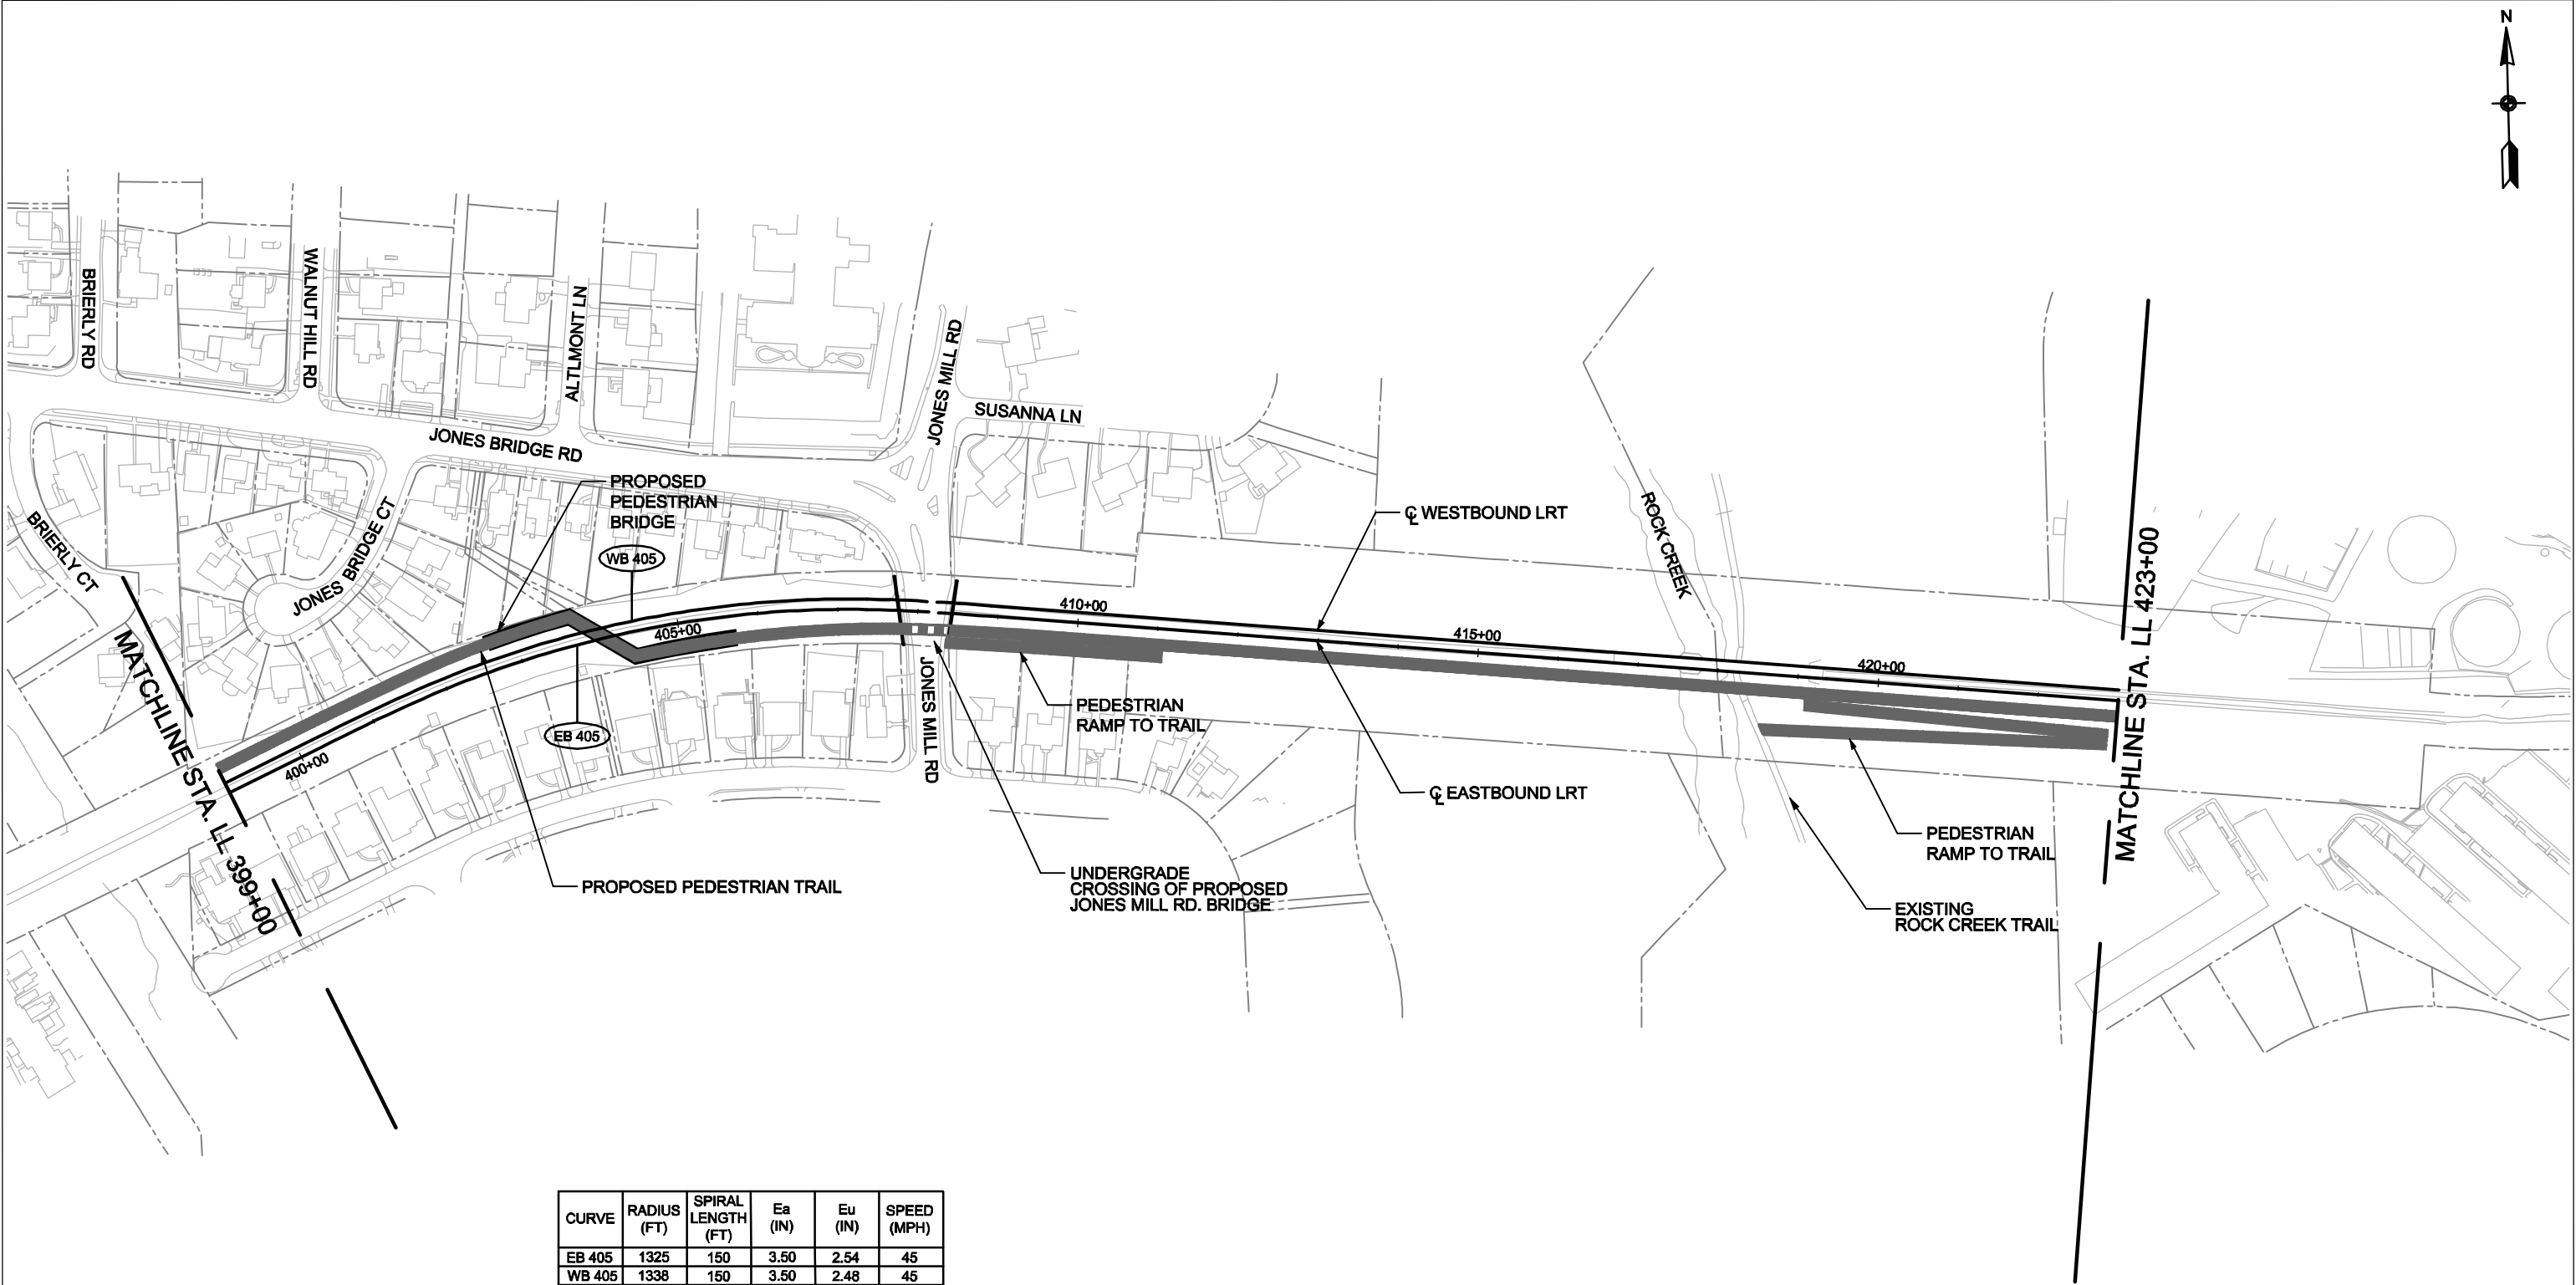 N
BRIERLY RD
WALNUT HILL RD
ALTLMONT LN
JONES MILL RD
SUSANNA LN
JONES BRIDGE RD
PROPOSED
PEDESTRIAN
BRIDGE
BRIERLY CT
JONES BRIDGE CT
WB 405
℄ WESTBOUND LRT
ROCK CREEK
MATCHLINE STA. LL 423+00
405+00
410+00
415+00
420+00
EB 405
400+00
MATCHLINE STA. LL 399+00
JONES MILL RD
PEDESTRIAN
RAMP TO TRAIL
℄ EASTBOUND LRT
PEDESTRIAN
RAMP TO TRAIL
PROPOSED PEDESTRIAN TRAIL
UNDERGRADE
CROSSING OF PROPOSED
JONES MILL RD. BRIDGE
EXISTING
ROCK CREEK TRAIL
CURVE RADIUS (FT) SPIRAL LENGTH (FT) Ea (IN) Eu (IN) SPEED (MPH)
EB 405 1325 150 3.50 2.54 45
WB 405 1338 150 3.50 2.48 45